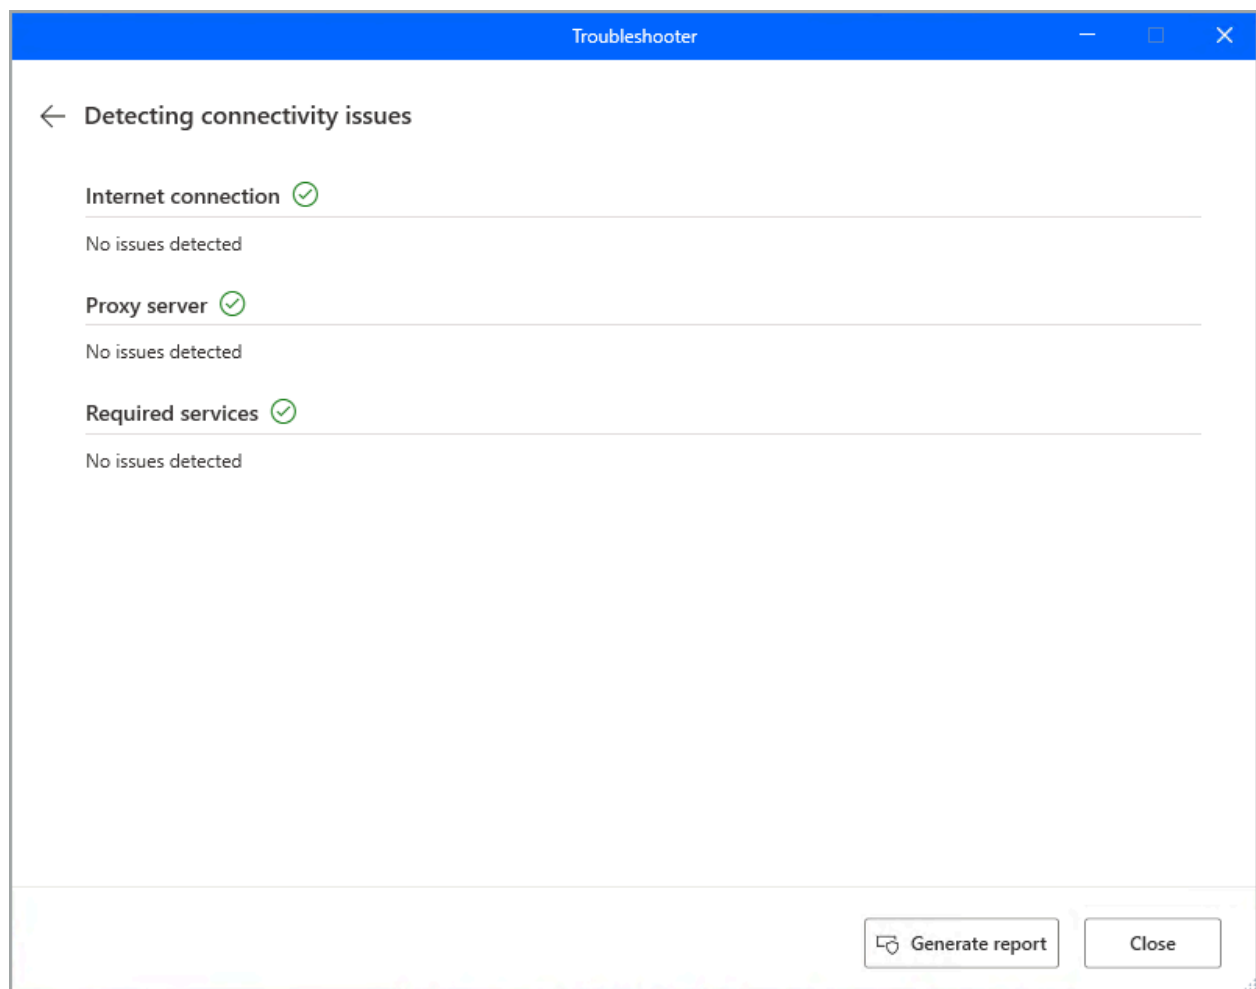 Troubleshooter
Detecting connectivity issues
Internet connection
No issues detected
Proxy server
No issues detected
Required services
No issues detected
Generate report
Close